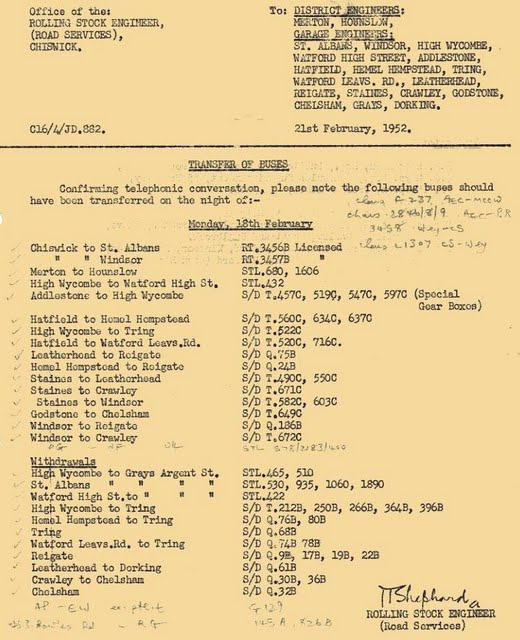 Office of the: To: DISTRICT ENGINEERS:
ROLLING STOCK ENGINEER, MERTON, HOUNSLOW.
(ROAD SERVICES), GARAGE ENGINEERS:
CHISWICK. ST. ALBANS, WINDSOR, HIGH WYCOMBE,
WATFORD HIGH STREET, ADDLESTONE,
HATFIELD, HEMEL HEMPSTEAD, TRING,
WATFORD LEAVS. RD., LEATHERHEAD,
REIGATE, STAINES, CRAWLEY, GODSTONE,
CHELSHAM, GRAYS, DORKING.
C16/4/JD.882. 21st February, 1952.
TRANSFER OF BUSES
Confirming telephonic conversation, please note the following buses should
have been transferred on the night of:-
Monday, 18th February
Chiswick to St. Albans RT.3456B Licensed
" " Windsor RT.3457B "
Merton to Hounslow STL.680, 1606
High Wycombe to Watford High St. STL.432
Addlestone to High Wycombe S/D T.457C, 519C, 547C, 597C (Special
Gear Boxes)
Hatfield to Hemel Hempstead S/D T.560C, 634C, 637C
High Wycombe to Tring S/D T.522C
Hatfield to Watford Leavs.Rd. S/D T.520C, 716C.
Leatherhead to Reigate S/D Q.75B
Hemel Hempstead to Reigate S/D Q.24B
Staines to Leatherhead S/D T.490C, 550C
Staines to Crawley S/D T.671C
Staines to Windsor S/D T.582C, 603C
Godstone to Chelsham S/D T.649C
Windsor to Reigate S/D Q.186B
Windsor to Crawley S/D T.672C
Withdrawals
High Wycombe to Grays Argent St. STL.465, 510
St. Albans " " " " STL.530, 935, 1060, 1890
Watford High St.to " " " STL.422
High Wycombe to Tring S/D T.212B, 250B, 266B, 364B, 396B
Hemel Hempstead to Tring S/D Q.76B, 80B
Tring S/D Q.68B
Watford Leavs.Rd. to Tring S/D Q.74B 78B
Reigate S/D Q.9B, 17B, 19B, 22B
Leatherhead to Dorking S/D Q.61B
Crawley to Chelsham S/D Q.30B, 36B
Chelsham S/D Q.32B
TTShephard
ROLLING STOCK ENGINEER
(Road Services)